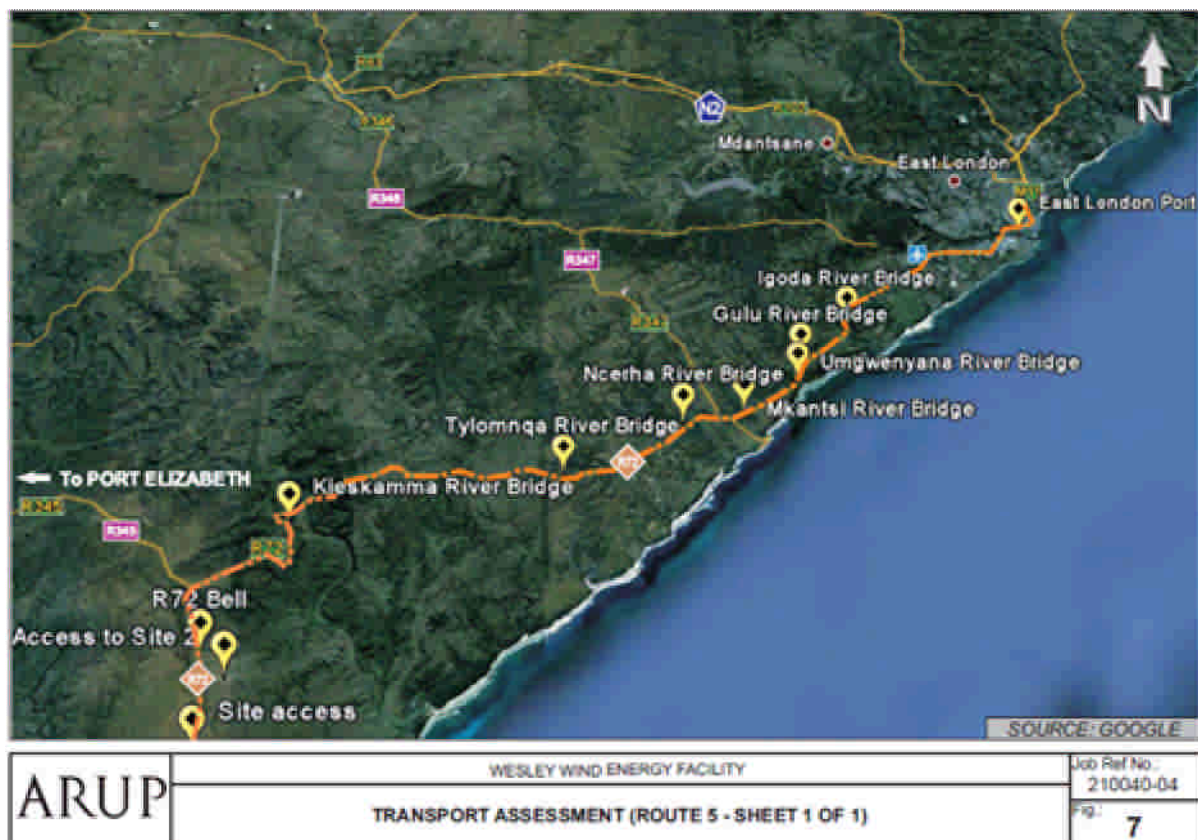 R63
N
R346
N2
Mdantsane
East London
R346
East London Port
R347
Igoda River Bridge
Gulu River Bridge
Ncerha River Bridge
Umgwenyana River Bridge
Mkantsi River Bridge
Tylomnqa River Bridge
R72
To PORT ELIZABETH
Kieskamma River Bridge
R345
R345
R72
R72 Bell
Access to Site 2
R72
Site access
SOURCE: GOOGLE
ARUP
WESLEY WIND ENERGY FACILITY
TRANSPORT ASSESSMENT (ROUTE 5 - SHEET 1 OF 1)
Job Ref No.:
210040-04
Fig.:
7